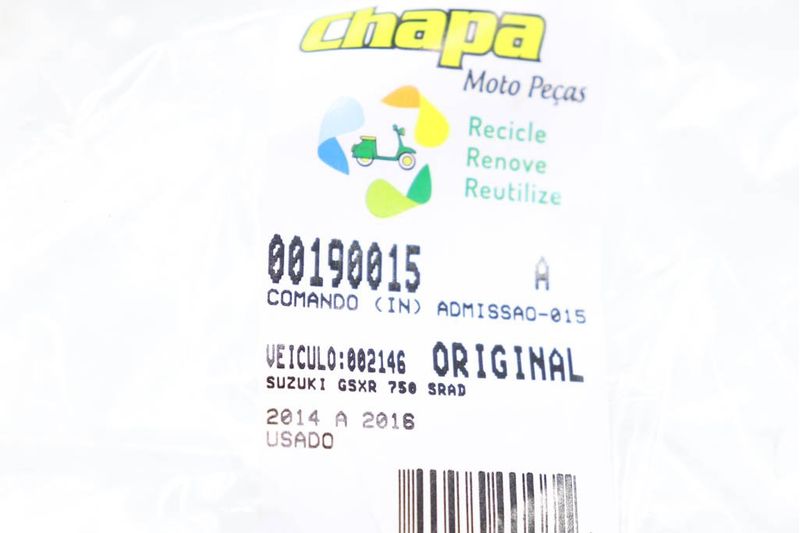 chapa
Moto Peças
Recicle
Renove
Reutilize
00190015 A
COMANDO (IN) ADMISSAO-015
VEICULO:002146 ORIGINAL
SUZUKI GSXR 750 SRAD
2014 A 2016
USADO